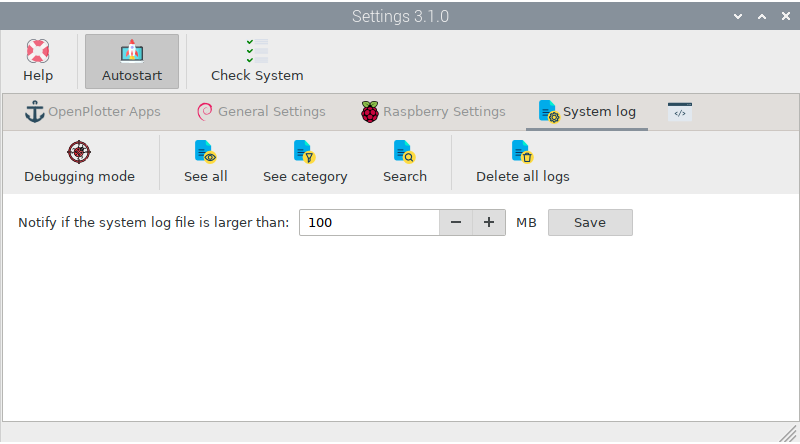 Settings 3.1.0
Help Autostart Check System
OpenPlotter Apps General Settings Raspberry Settings System log </>
Debugging mode See all See category Search Delete all logs
Notify if the system log file is larger than: 100 MB Save